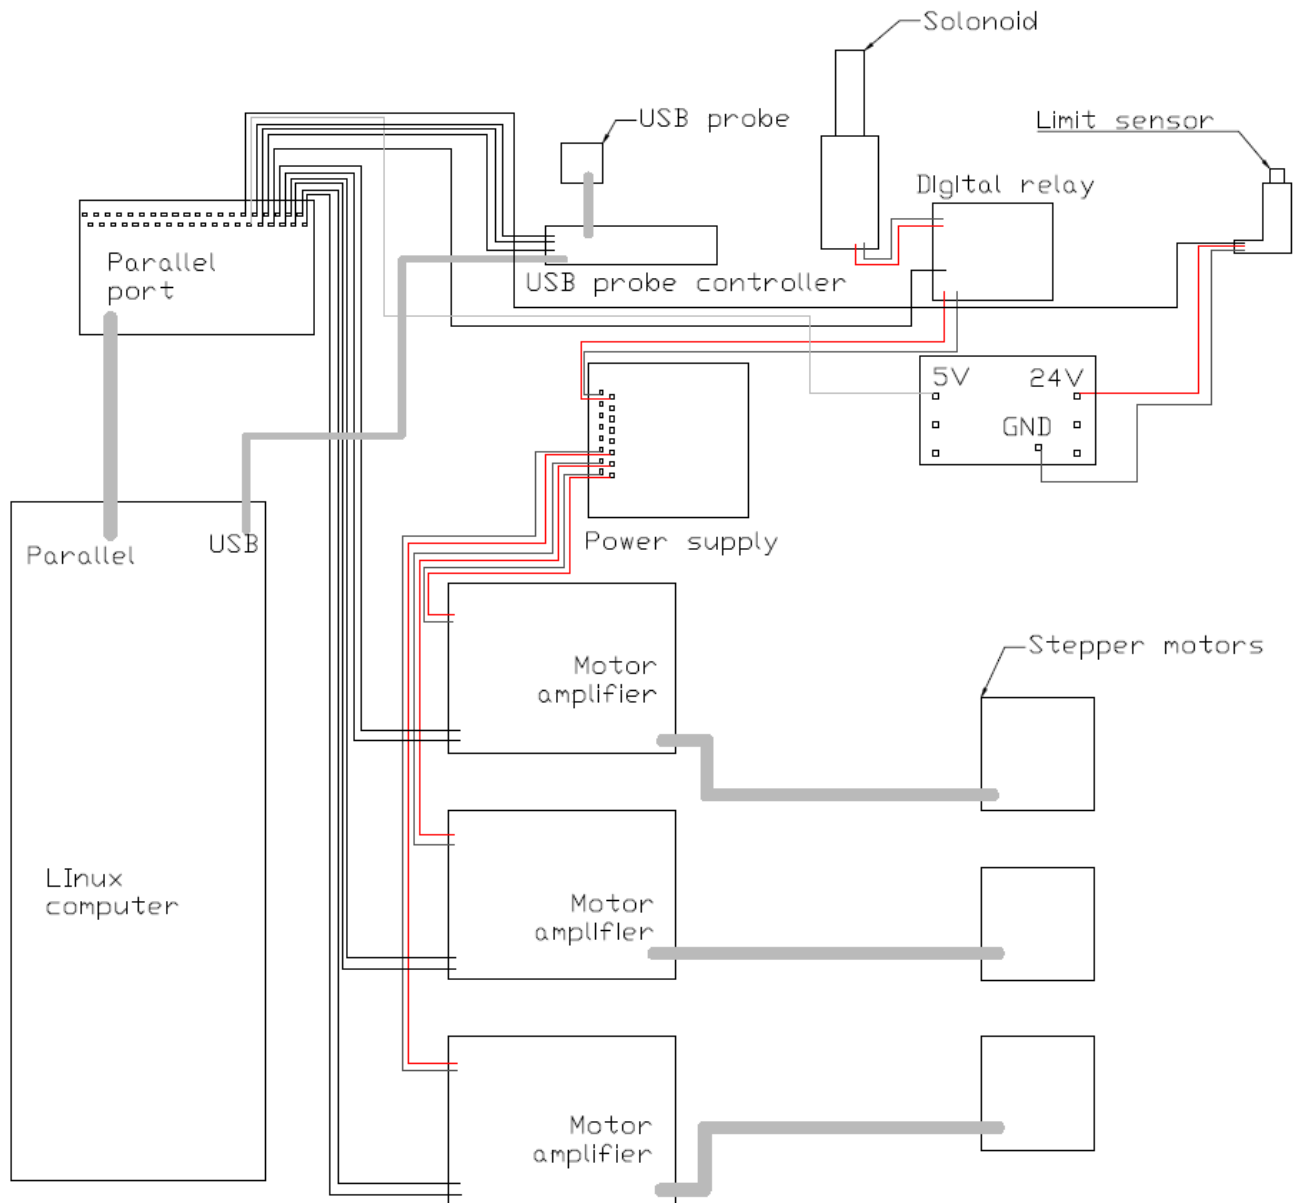 Solonoid
USB probe
Limit sensor
Digital relay
Parallel
port
USB probe controller
5V
24V
GND
Power supply
Parallel
USB
Motor
amplifier
Stepper motors
LInux
computer
Motor
amplifier
Motor
amplifier